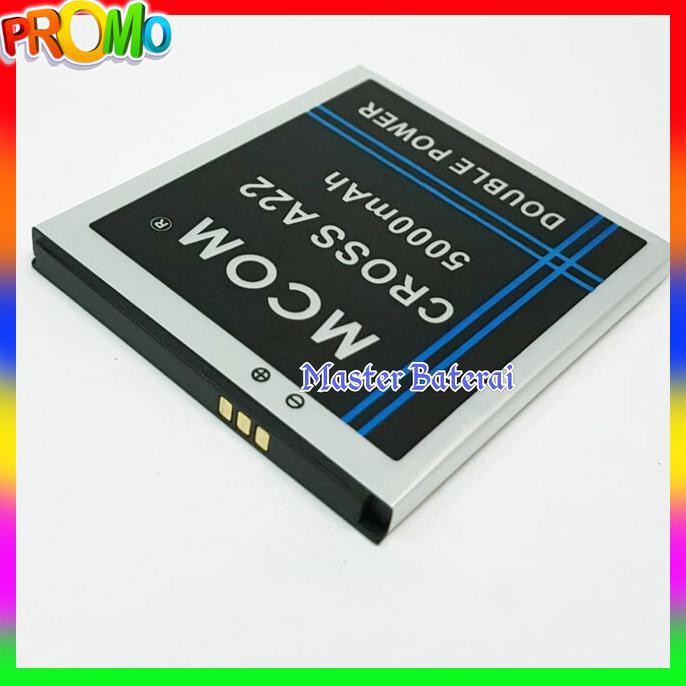 PROMO
MCOM®
CROSS A22
5000mAh
DOUBLE POWER
⊕ ⊖
Master Baterai